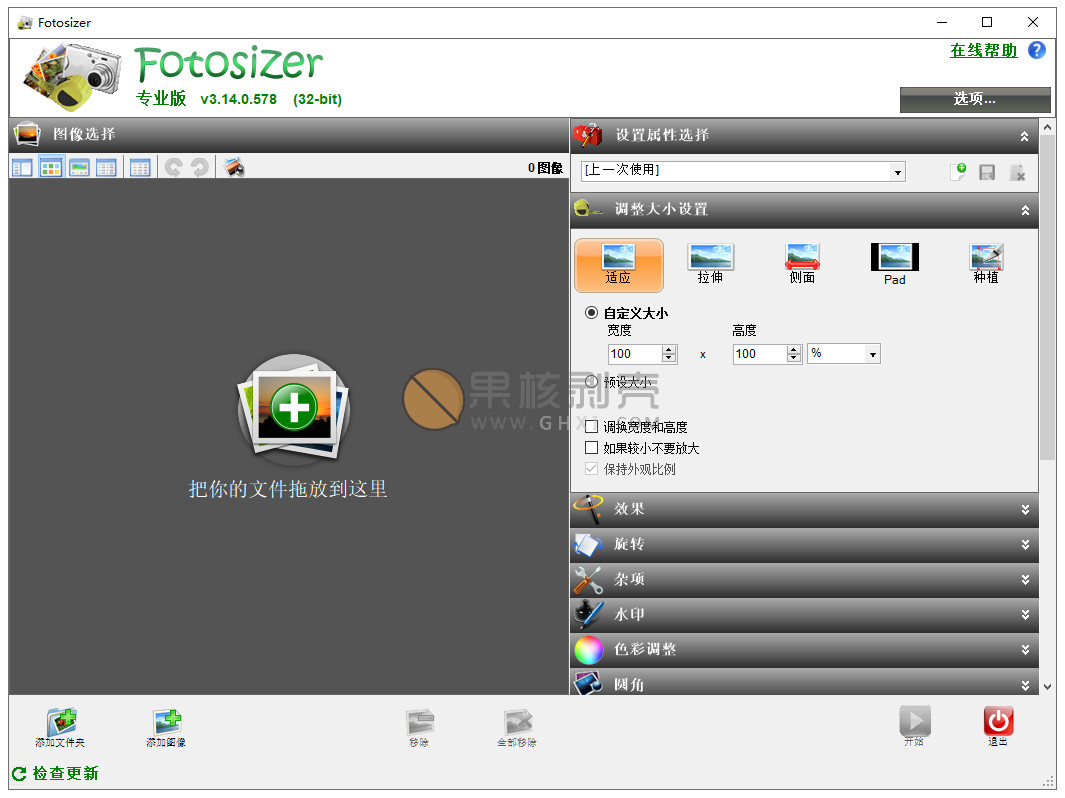 Fotosizer
在线帮助
Fotosizer
专业版 v3.14.0.578 (32-bit)
选项...
图像选择
设置属性选择
0 图像
[上一次使用]
调整大小设置
适应
拉伸
侧面
Pad
种植
自定义大小
宽度
高度
100
x
100
%
预设大小
果核剥壳
WWW.GHXI.COM
调换宽度和高度
如果较小不要放大
保持外观比例
把你的文件拖放到这里
效果
旋转
杂项
水印
色彩调整
圆角
添加文件夹
添加图像
移除
全部移除
开始
退出
检查更新